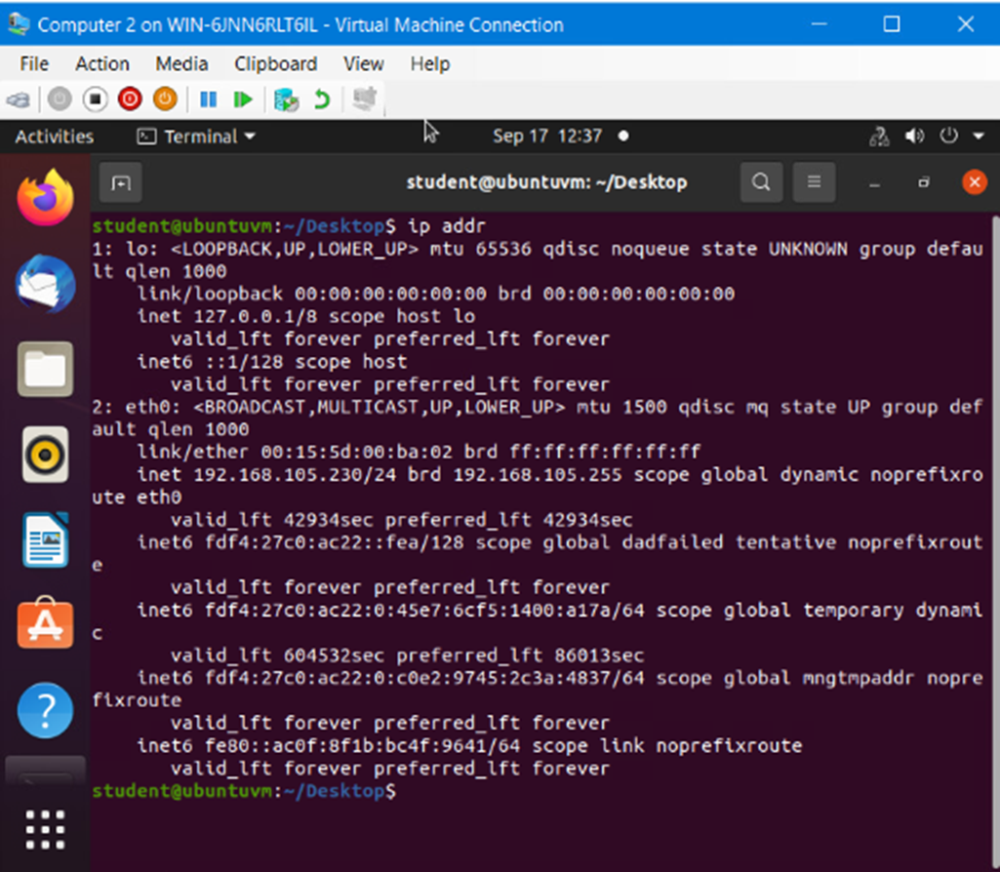 Computer 2 on WIN-6JNN6RLT6IL - Virtual Machine Connection
File Action Media Clipboard View Help
Activities Terminal Sep 17 12:37
student@ubuntuvm: ~/Desktop
student@ubuntuvm:~/Desktop$ ip addr
1: lo: <LOOPBACK,UP,LOWER_UP> mtu 65536 qdisc noqueue state UNKNOWN group defau
lt qlen 1000
link/loopback 00:00:00:00:00:00 brd 00:00:00:00:00:00
inet 127.0.0.1/8 scope host lo
valid_lft forever preferred_lft forever
inet6 ::1/128 scope host
valid_lft forever preferred_lft forever
2: eth0: <BROADCAST,MULTICAST,UP,LOWER_UP> mtu 1500 qdisc mq state UP group def
ault qlen 1000
link/ether 00:15:5d:00:ba:02 brd ff:ff:ff:ff:ff:ff
inet 192.168.105.230/24 brd 192.168.105.255 scope global dynamic noprefixro
ute eth0
valid_lft 42934sec preferred_lft 42934sec
inet6 fdf4:27c0:ac22::fea/128 scope global dadfailed tentative noprefixrout
e
valid_lft forever preferred_lft forever
inet6 fdf4:27c0:ac22:0:45e7:6cf5:1400:a17a/64 scope global temporary dynami
c
valid_lft 604532sec preferred_lft 86013sec
inet6 fdf4:27c0:ac22:0:c0e2:9745:2c3a:4837/64 scope global mngtmpaddr nopre
fixroute
valid_lft forever preferred_lft forever
inet6 fe80::ac0f:8f1b:bc4f:9641/64 scope link noprefixroute
valid_lft forever preferred_lft forever
student@ubuntuvm:~/Desktop$